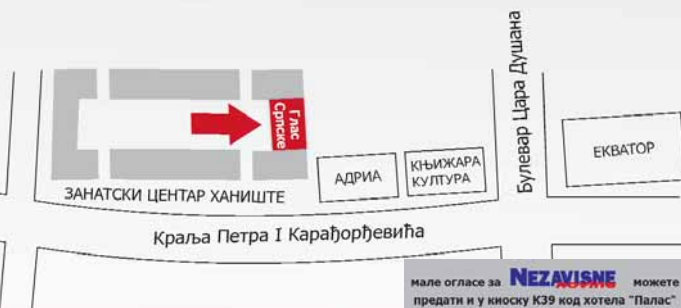 Булевар Цара Душана
Глас
Српске
ЕКВАТОР
АДРИА
КЊИЖАРА
КУЛТУРА
ЗАНАТСКИ ЦЕНТАР ХАНИШТЕ
Краља Петра I Карађорђевића
мале огласе за NEZAVISNE можете
предати и у киоску К39 код хотела "Палас"